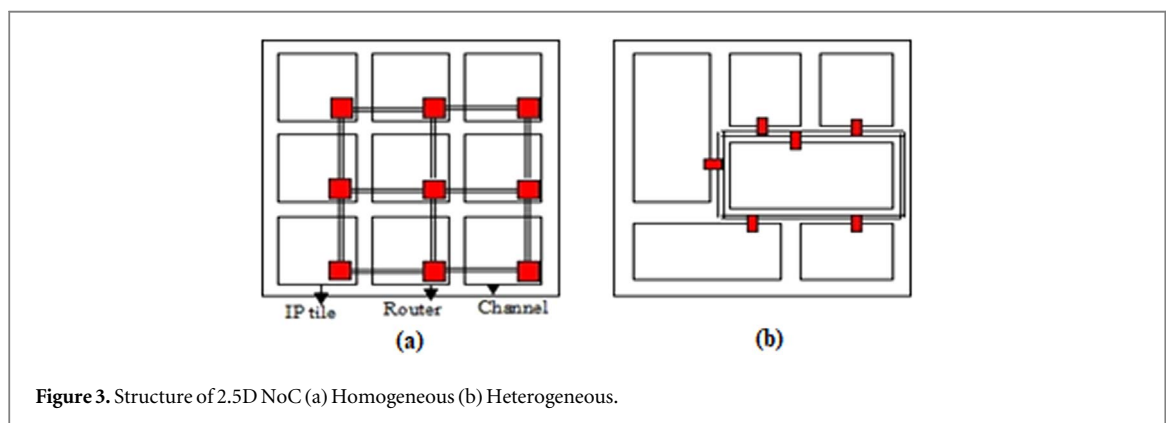 IP tile Router Channel
(a) (b)
Figure 3. Structure of 2.5D NoC (a) Homogeneous (b) Heterogeneous.